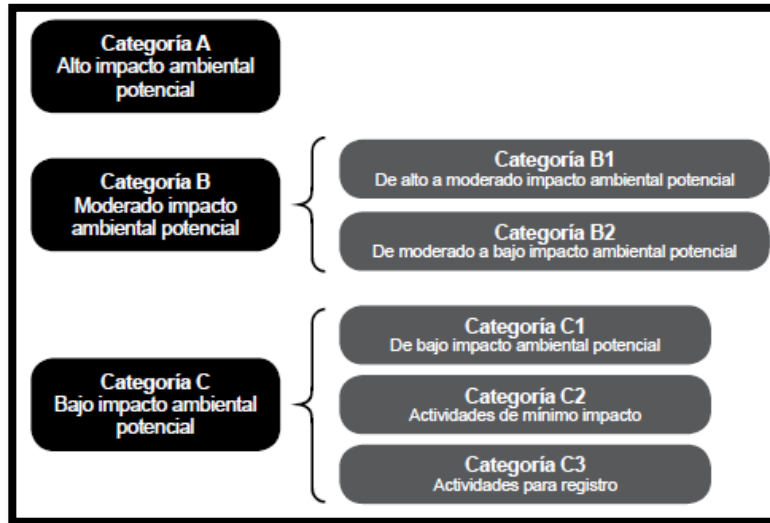 Categoría A
Alto impacto ambiental
potencial
Categoría B
Moderado impacto
ambiental potencial
Categoría B1
De alto a moderado impacto ambiental potencial
Categoría B2
De moderado a bajo impacto ambiental potencial
Categoría C
Bajo impacto ambiental
potencial
Categoría C1
De bajo impacto ambiental potencial
Categoría C2
Actividades de mínimo impacto
Categoría C3
Actividades para registro